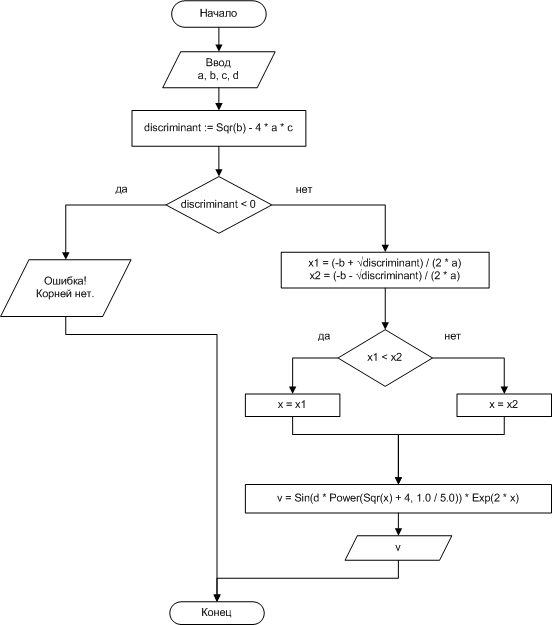 Начало
Ввод
a, b, c, d
discriminant := Sqr(b) - 4 * a * c
да
discriminant < 0
нет
Ошибка!
Корней нет.
x1 = (-b + √discriminant) / (2 * a)
x2 = (-b - √discriminant) / (2 * a)
да
x1 < x2
нет
x = x1
x = x2
v = Sin(d * Power(Sqr(x) + 4, 1.0 / 5.0)) * Exp(2 * x)
v
Конец